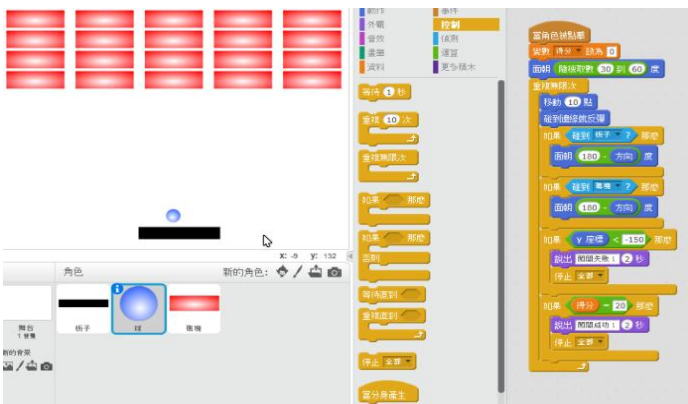 動作
事件
外觀
控制
音效
偵測
畫筆
運算
資料
更多積木
等待 1 秒
重複 10 次
重複無限次
如果 那麼
如果 那麼
否則
等待直到
重複直到
停止 全部
當分身產生
當角色被點擊
變數 得分 設為 0
面朝 隨機取數 30 到 60 度
重複無限次
移動 10 點
碰到邊緣就反彈
如果 碰到 板子 ? 那麼
面朝 180 - 方向 度
如果 碰到 磚塊 ? 那麼
面朝 180 - 方向 度
如果 y 座標 < -150 那麼
說出 闖關失敗! 2 秒
停止 全部
如果 得分 = 20 那麼
說出 闖關成功! 2 秒
停止 全部
x: -9 y: 132
角色
新的角色:
舞台
1 背景
新的背景
板子
球
磚塊